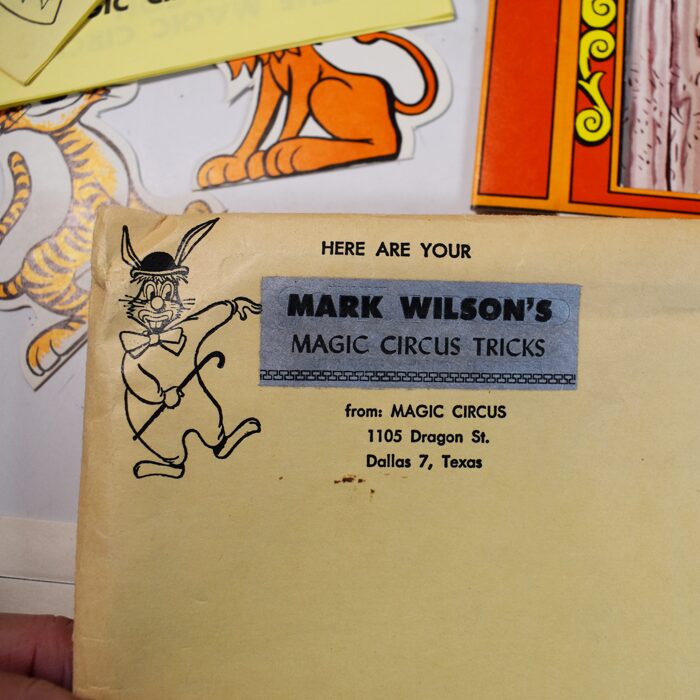 HERE ARE YOUR
MARK WILSON'S
MAGIC CIRCUS TRICKS
from: MAGIC CIRCUS
1105 Dragon St.
Dallas 7, Texas